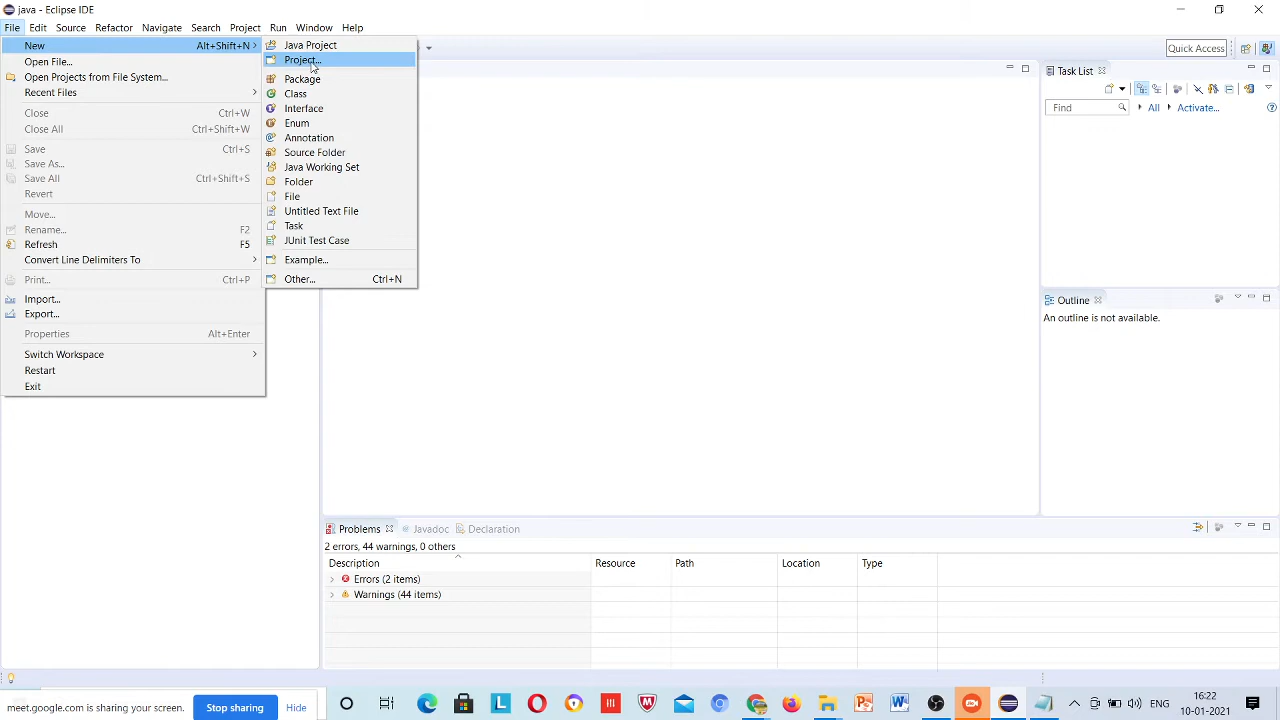 java - Eclipse IDE
File Edit Source Refactor Navigate Search Project Run Window Help
New Alt+Shift+N
Open File...
Open Projects from File System...
Recent Files
Close Ctrl+W
Close All Ctrl+Shift+W
Save Ctrl+S
Save As...
Save All Ctrl+Shift+S
Revert
Move...
Rename... F2
Refresh F5
Convert Line Delimiters To
Print... Ctrl+P
Import...
Export...
Properties Alt+Enter
Switch Workspace
Restart
Exit
Java Project
Project...
Package
Class
Interface
Enum
Annotation
Source Folder
Java Working Set
Folder
File
Untitled Text File
Task
JUnit Test Case
Example...
Other... Ctrl+N
Quick Access
Task List
Find All Activate...
Outline
An outline is not available.
Problems Javadoc Declaration
2 errors, 44 warnings, 0 others
Description Resource Path Location Type
Errors (2 items)
Warnings (44 items)
meet.google.com is sharing your screen. Stop sharing Hide
ENG
16:22
10-01-2021